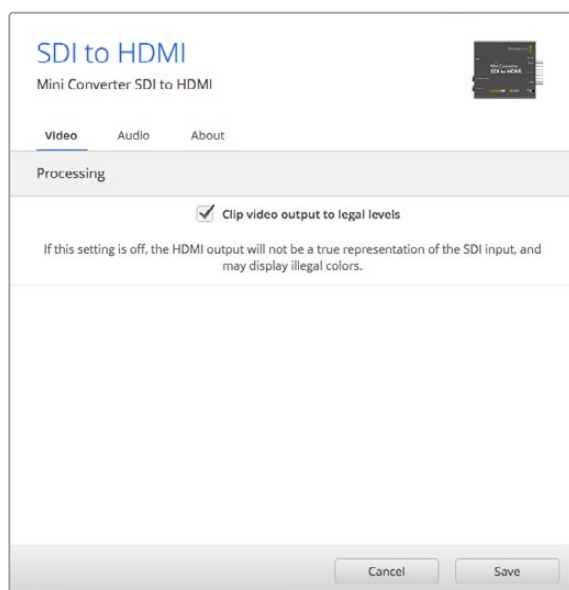 SDI to HDMI
Mini Converter SDI to HDMI
Video Audio About
Processing
Clip video output to legal levels
If this setting is off, the HDMI output will not be a true representation of the SDI input, and
may display illegal colors.
Cancel Save